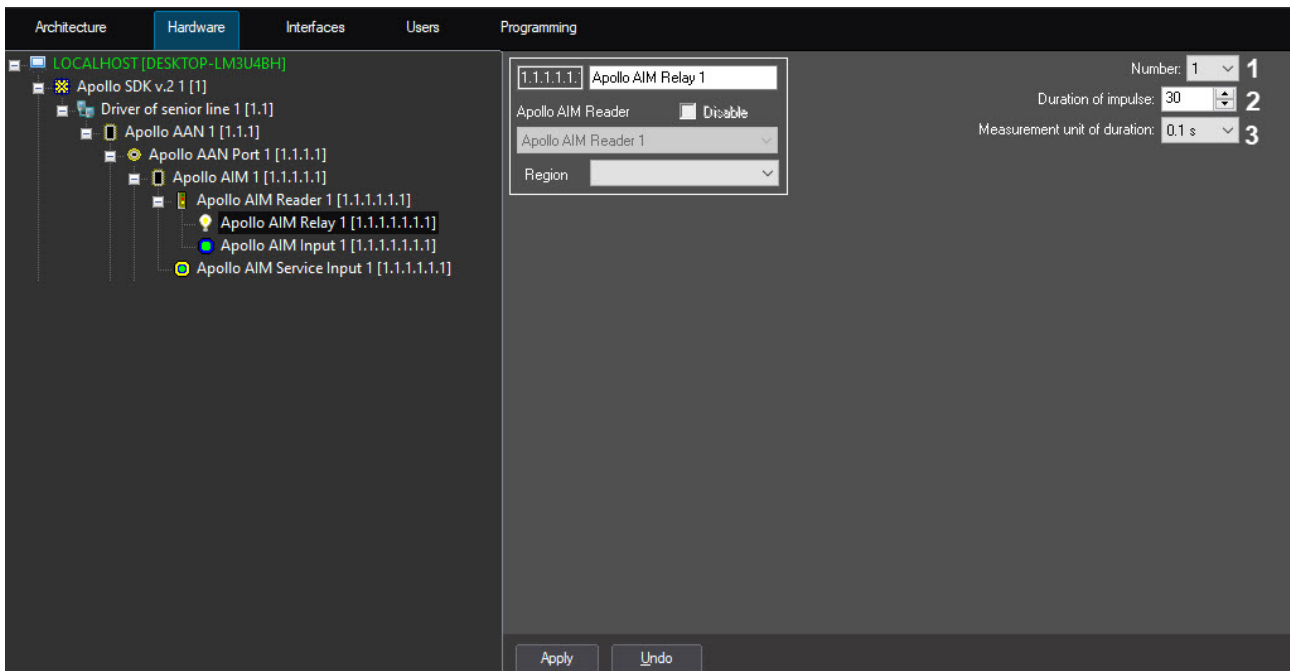 Architecture Hardware Interfaces Users Programming
LOCALHOST [DESKTOP-LM3U4BH]
Apollo SDK v.2 1 [1]
Driver of senior line 1 [1.1]
Apollo AAN 1 [1.1.1]
Apollo AAN Port 1 [1.1.1.1]
Apollo AIM 1 [1.1.1.1.1]
Apollo AIM Reader 1 [1.1.1.1.1.1]
Apollo AIM Relay 1 [1.1.1.1.1.1.1]
Apollo AIM Input 1 [1.1.1.1.1.1.1]
Apollo AIM Service Input 1 [1.1.1.1.1.1]
1.1.1.1.1. Apollo AIM Relay 1
Apollo AIM Reader Disable
Apollo AIM Reader 1
Region
Number: 1 1
Duration of impulse: 30 2
Measurement unit of duration: 0.1 s 3
Apply Undo